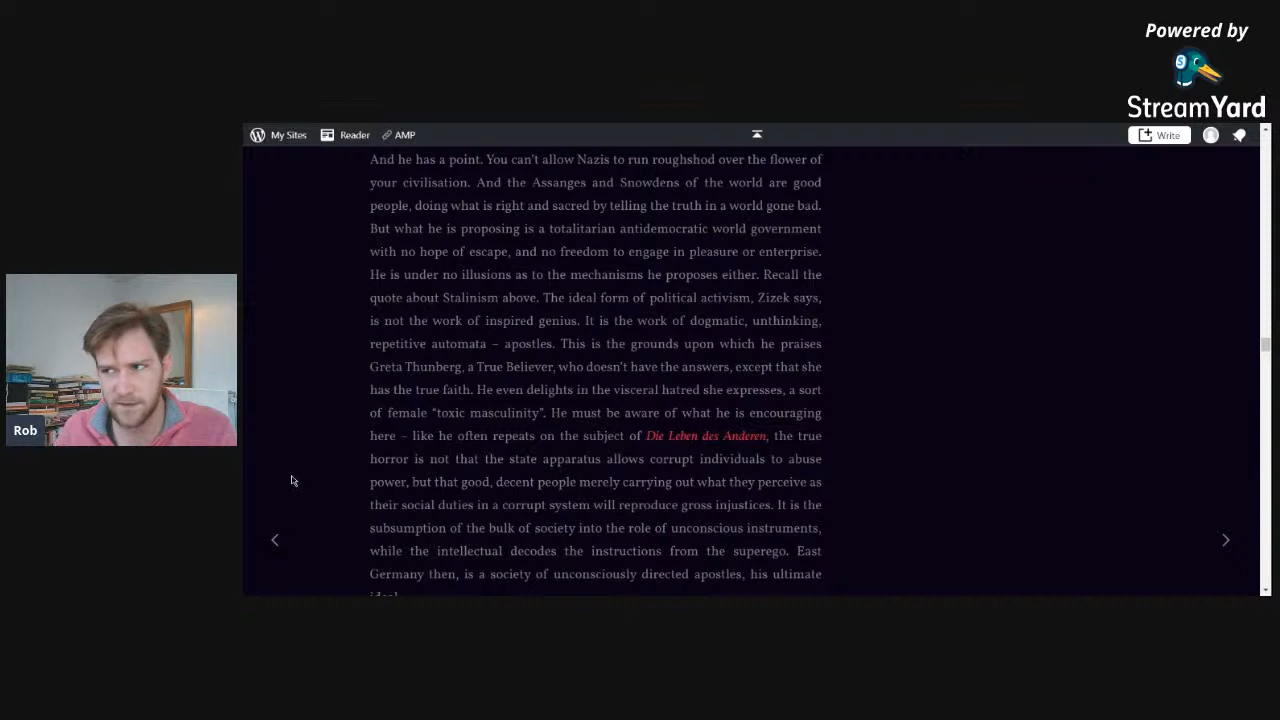 Powered by
StreamYard
My Sites
Reader
AMP
Write
And he has a point. You can't allow Nazis to run roughshod over the flower of
your civilisation. And the Assanges and Snowdens of the world are good
people, doing what is right and sacred by telling the truth in a world gone bad.
But what he is proposing is a totalitarian antidemocratic world government
with no hope of escape, and no freedom to engage in pleasure or enterprise.
He is under no illusions as to the mechanisms he proposes either. Recall the
quote about Stalinism above. The ideal form of political activism, Zizek says,
is not the work of inspired genius. It is the work of dogmatic, unthinking,
repetitive automata – apostles. This is the grounds upon which he praises
Greta Thunberg, a True Believer, who doesn't have the answers, except that she
has the true faith. He even delights in the visceral hatred she expresses, a sort
of female "toxic masculinity". He must be aware of what he is encouraging
here – like he often repeats on the subject of Die Leben des Anderen, the true
horror is not that the state apparatus allows corrupt individuals to abuse
power, but that good, decent people merely carrying out what they perceive as
their social duties in a corrupt system will reproduce gross injustices. It is the
subsumption of the bulk of society into the role of unconscious instruments,
while the intellectual decodes the instructions from the superego. East
Germany then, is a society of unconsciously directed apostles, his ultimate
Rob